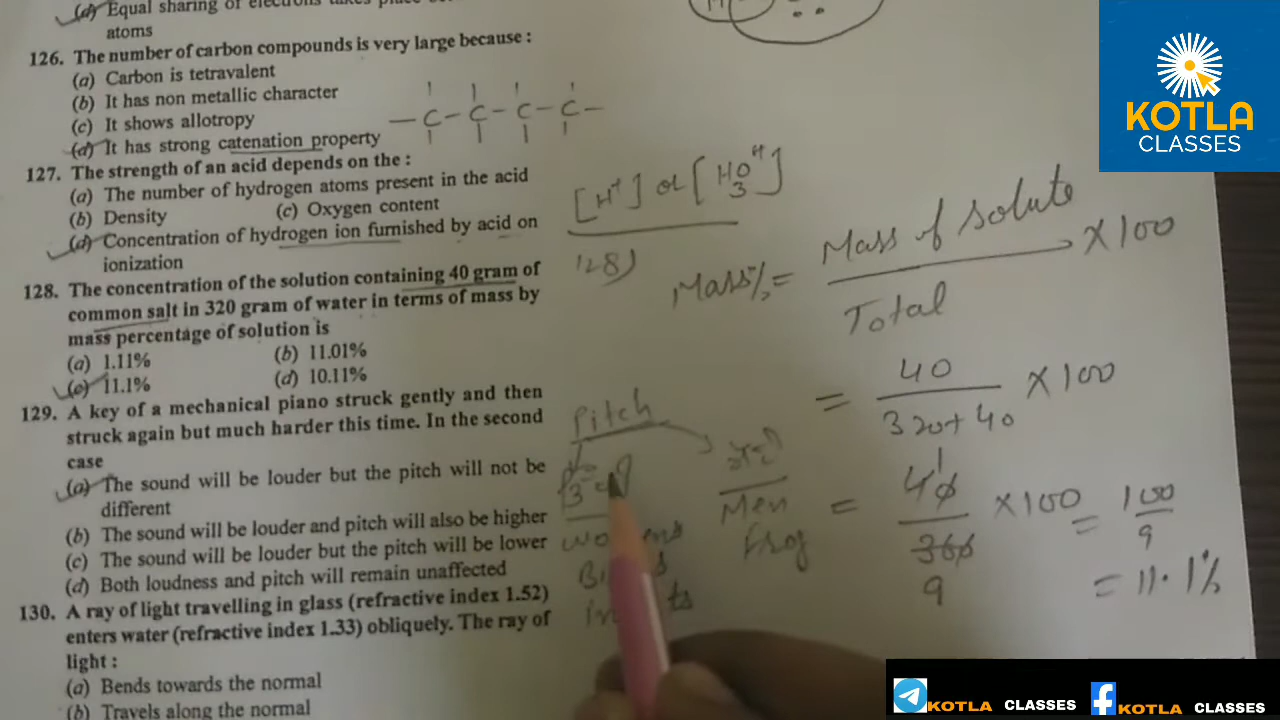 (d) Equal sharing of electrons takes place
atoms
126. The number of carbon compounds is very large because :
(a) Carbon is tetravalent
(b) It has non metallic character
(c) It shows allotropy
(d) It has strong catenation property
— C — C — C — C —
127. The strength of an acid depends on the :
(a) The number of hydrogen atoms present in the acid
(b) Density (c) Oxygen content
(d) Concentration of hydrogen ion furnished by acid on
ionization
[H+] or [H3O+]
128. The concentration of the solution containing 40 gram of
common salt in 320 gram of water in terms of mass by
mass percentage of solution is
(a) 1.11% (b) 11.01%
(c) 11.1% (d) 10.11%
128)
Mass% = Mass of solute × 100
Total
= 40 × 100
320+40
= 40 × 100 = 100
360 9
9
= 11.1%
129. A key of a mechanical piano struck gently and then
struck again but much harder this time. In the second
case
(a) The sound will be louder but the pitch will not be
different
(b) The sound will be louder and pitch will also be higher
(c) The sound will be louder but the pitch will be lower
(d) Both loudness and pitch will remain unaffected
Pitch
Men
Frog
130. A ray of light travelling in glass (refractive index 1.52)
enters water (refractive index 1.33) obliquely. The ray of
light :
(a) Bends towards the normal
(b) Travels along the normal
KOTLA
CLASSES
KOTLA CLASSES
KOTLA CLASSES